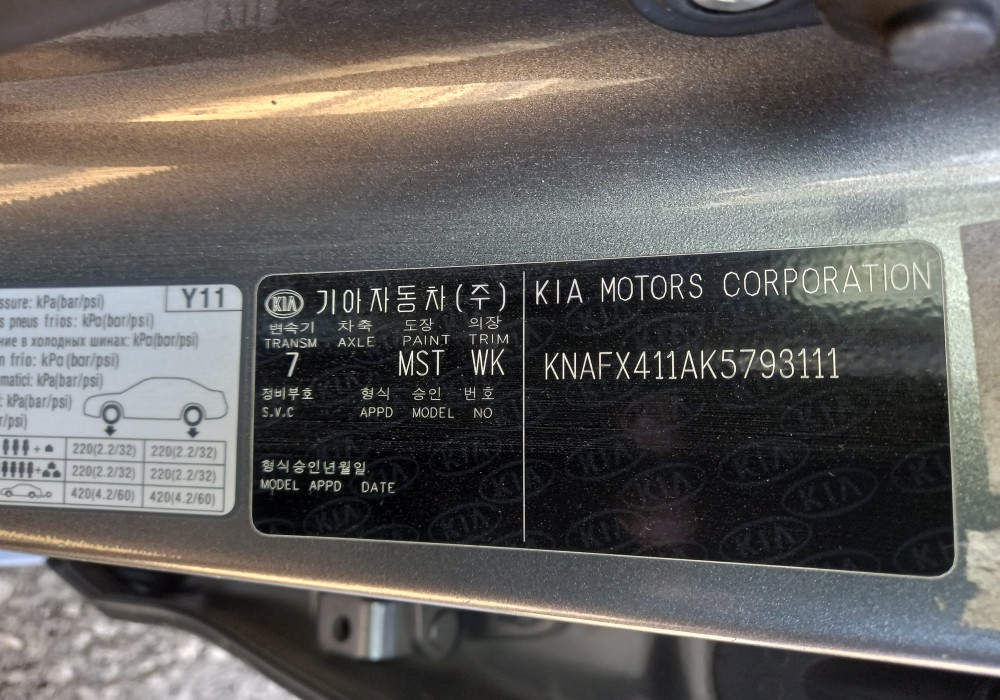 ssure: kPa(bar/psi)
Y11
s pneus frios: kPa(bar/psi)
ние в холодных шинах: kPa(bar/psi)
n frío: kPa(bar/psi)
matici: kPa(bar/psi)
: kPa(bar/psi)
r/psi)
220(2.2/32) 220(2.2/32)
220(2.2/32) 220(2.2/32)
420(4.2/60) 420(4.2/60)
KIA 기아자동차(주)
변속기 차축 도장 의장
TRANSM AXLE PAINT TRIM
7 MST WK
정비부호 형식 승인 번호
S.V.C APPD MODEL NO
형식승인년월일
MODEL APPD DATE
KIA MOTORS CORPORATION
KNAFX411AK5793111